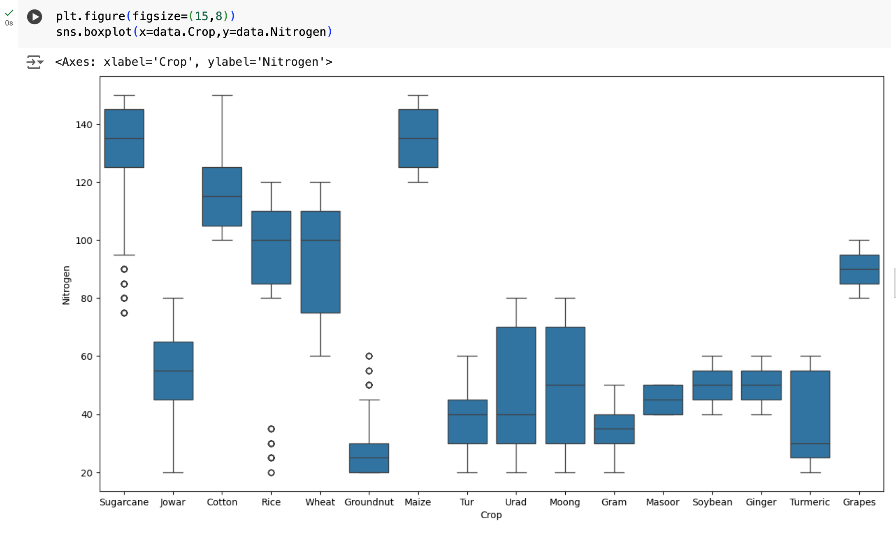 plt.figure(figsize=(15,8))
sns.boxplot(x=data.Crop,y=data.Nitrogen)
0s
<Axes: xlabel='Crop', ylabel='Nitrogen'>
140
120
100
80
60
40
20
Nitrogen
Sugarcane Jowar Cotton Rice Wheat Groundnut Maize Tur Urad Moong Gram Masoor Soybean Ginger Turmeric Grapes
Crop